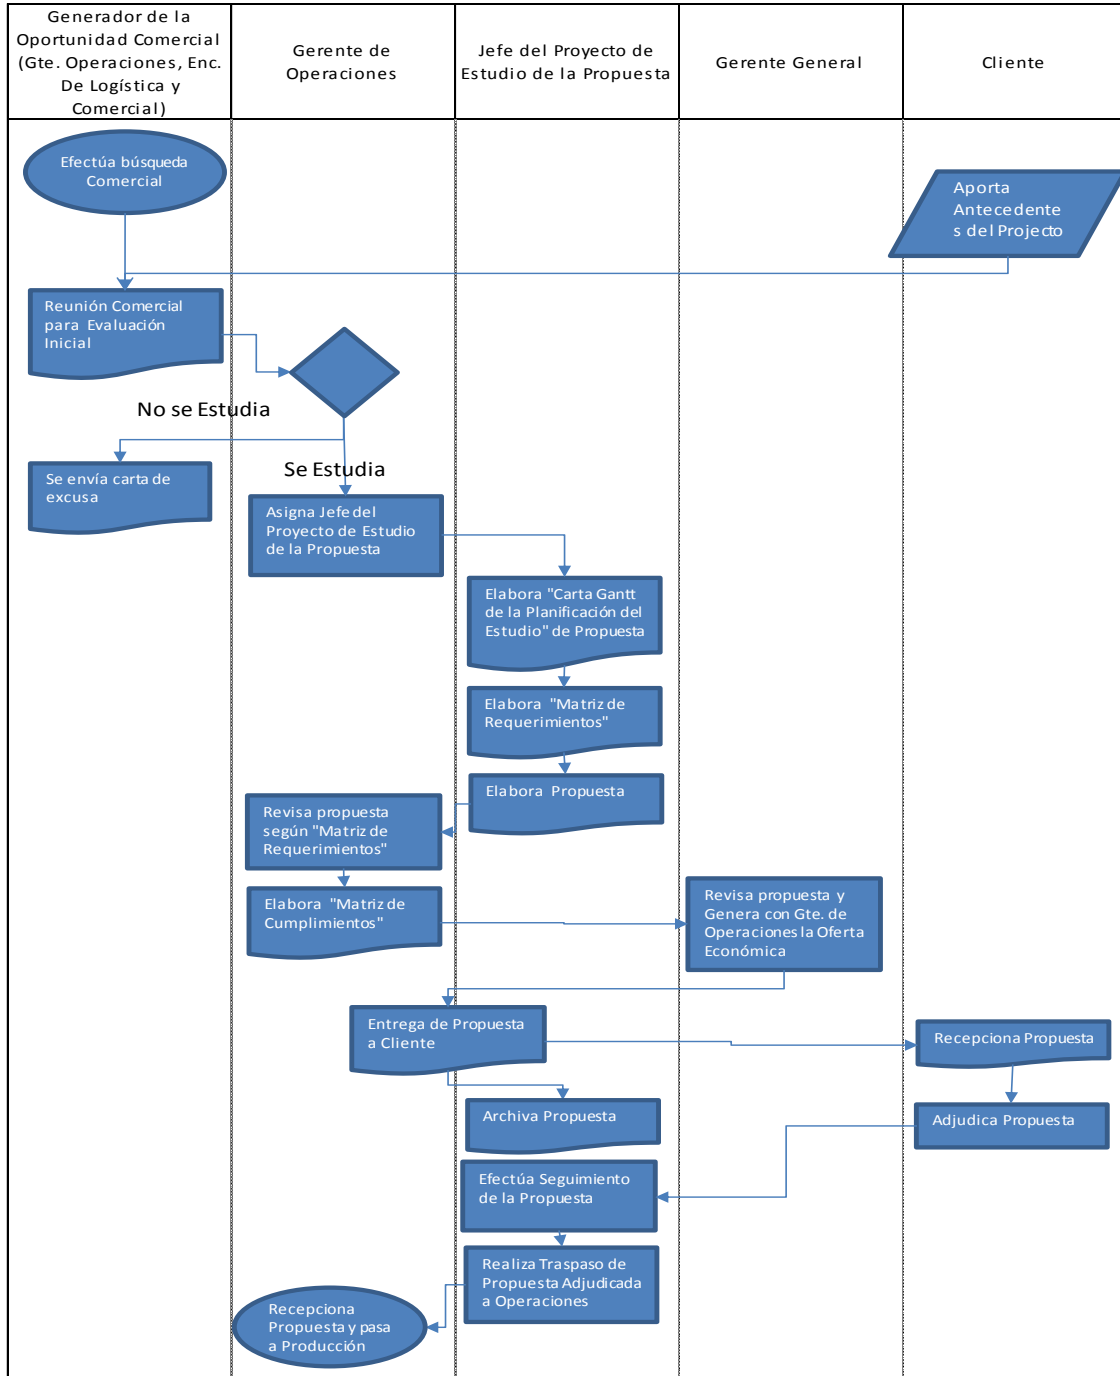 Generador de la
Oportunidad Comercial
(Gte. Operaciones, Enc.
De Logística y
Comercial)
Gerente de
Operaciones
Jefe del Proyecto de
Estudio de la Propuesta
Gerente General
Cliente
Efectúa búsqueda
Comercial
Aporta
Antecedente
s del Projecto
Reunión Comercial
para Evaluación
Inicial
No se Estudia
Se Estudia
Se envía carta de
excusa
Asigna Jefe del
Proyecto de Estudio
de la Propuesta
Elabora "Carta Gantt
de la Planificación del
Estudio" de Propuesta
Elabora "Matriz de
Requerimientos"
Elabora Propuesta
Revisa propuesta
según "Matriz de
Requerimientos"
Elabora "Matriz de
Cumplimientos"
Revisa propuesta y
Genera con Gte. de
Operaciones la Oferta
Económica
Entrega de Propuesta
a Cliente
Recepciona Propuesta
Archiva Propuesta
Adjudica Propuesta
Efectúa Seguimiento
de la Propuesta
Realiza Traspaso de
Propuesta Adjudicada
a Operaciones
Recepciona
Propuesta y pasa
a Producción